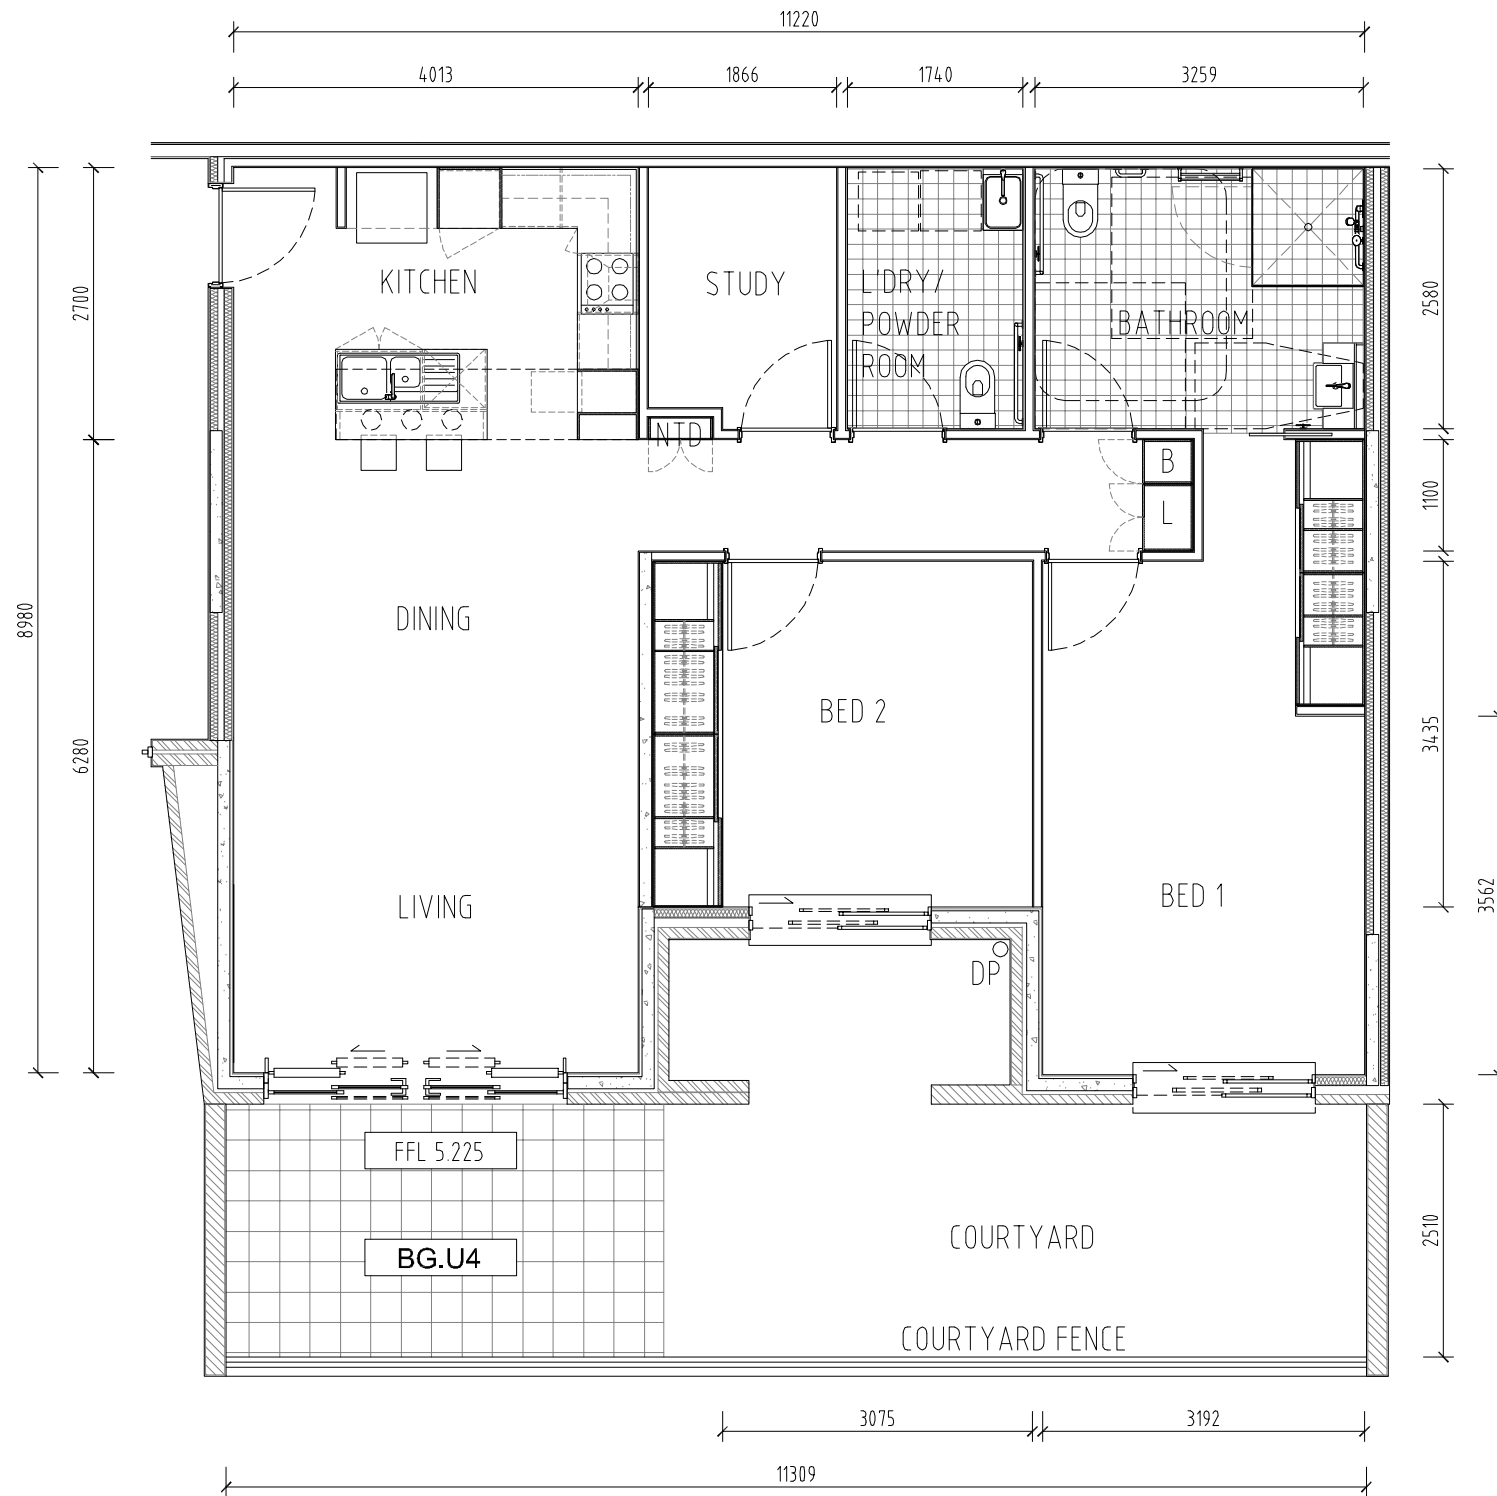 11220
4013
1866
1740
3259
2700
8980
6280
KITCHEN
STUDY
L'DRY/
POWDER
ROOM
BATHROOM
2580
NTD
B
L
1100
DINING
BED 2
3435
LIVING
BED 1
3562
DP
FFL 5.225
BG.U4
COURTYARD
2510
COURTYARD FENCE
3075
3192
11309